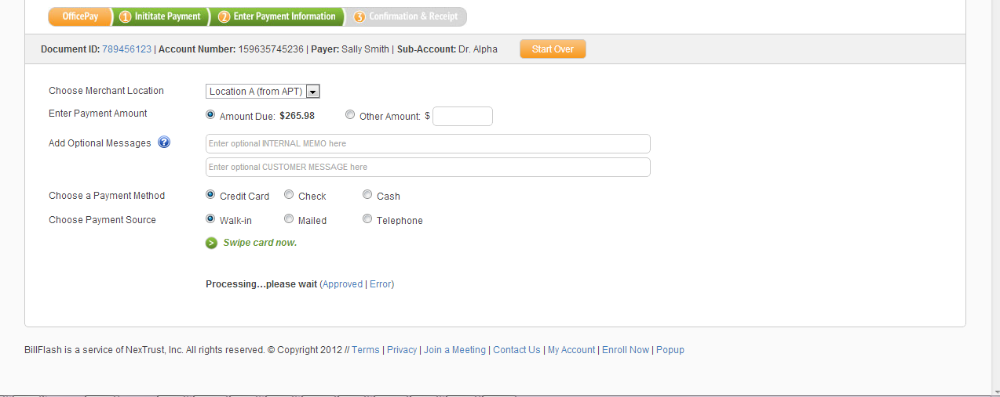 OfficePay 1 Inititate Payment 2 Enter Payment Information 3 Confirmation & Receipt
Document ID: 789456123 | Account Number: 159635745236 | Payer: Sally Smith | Sub-Account: Dr. Alpha Start Over
Choose Merchant Location Location A (from APT)
Enter Payment Amount Amount Due: $265.98 Other Amount: $
Add Optional Messages ? Enter optional INTERNAL MEMO here
Enter optional CUSTOMER MESSAGE here
Choose a Payment Method Credit Card Check Cash
Choose Payment Source Walk-in Mailed Telephone
> Swipe card now.
Processing...please wait (Approved | Error)
BillFlash is a service of NexTrust, Inc. All rights reserved. © Copyright 2012 // Terms | Privacy | Join a Meeting | Contact Us | My Account | Enroll Now | Popup